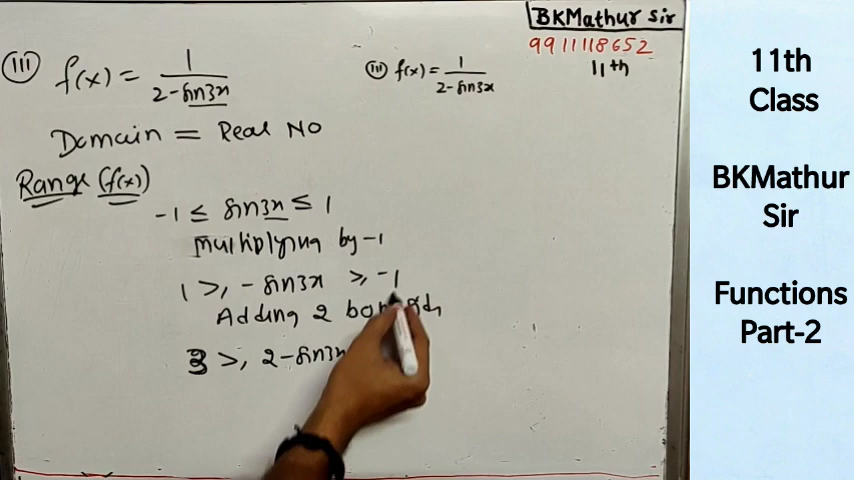 BKMathur Sir
9911118652
11th
(III) f(x) = 1/(2-sin3x)
(III) f(x) = 1/(2-sin3x)
Domain = Real No
Range (f(x))
-1 ≤ sin3x ≤ 1
Multiplying by -1
1 ≥ - sin3x ≥ -1
Adding 2
3 ≥ 2-sin3x
11th
Class
BKMathur
Sir
Functions
Part-2